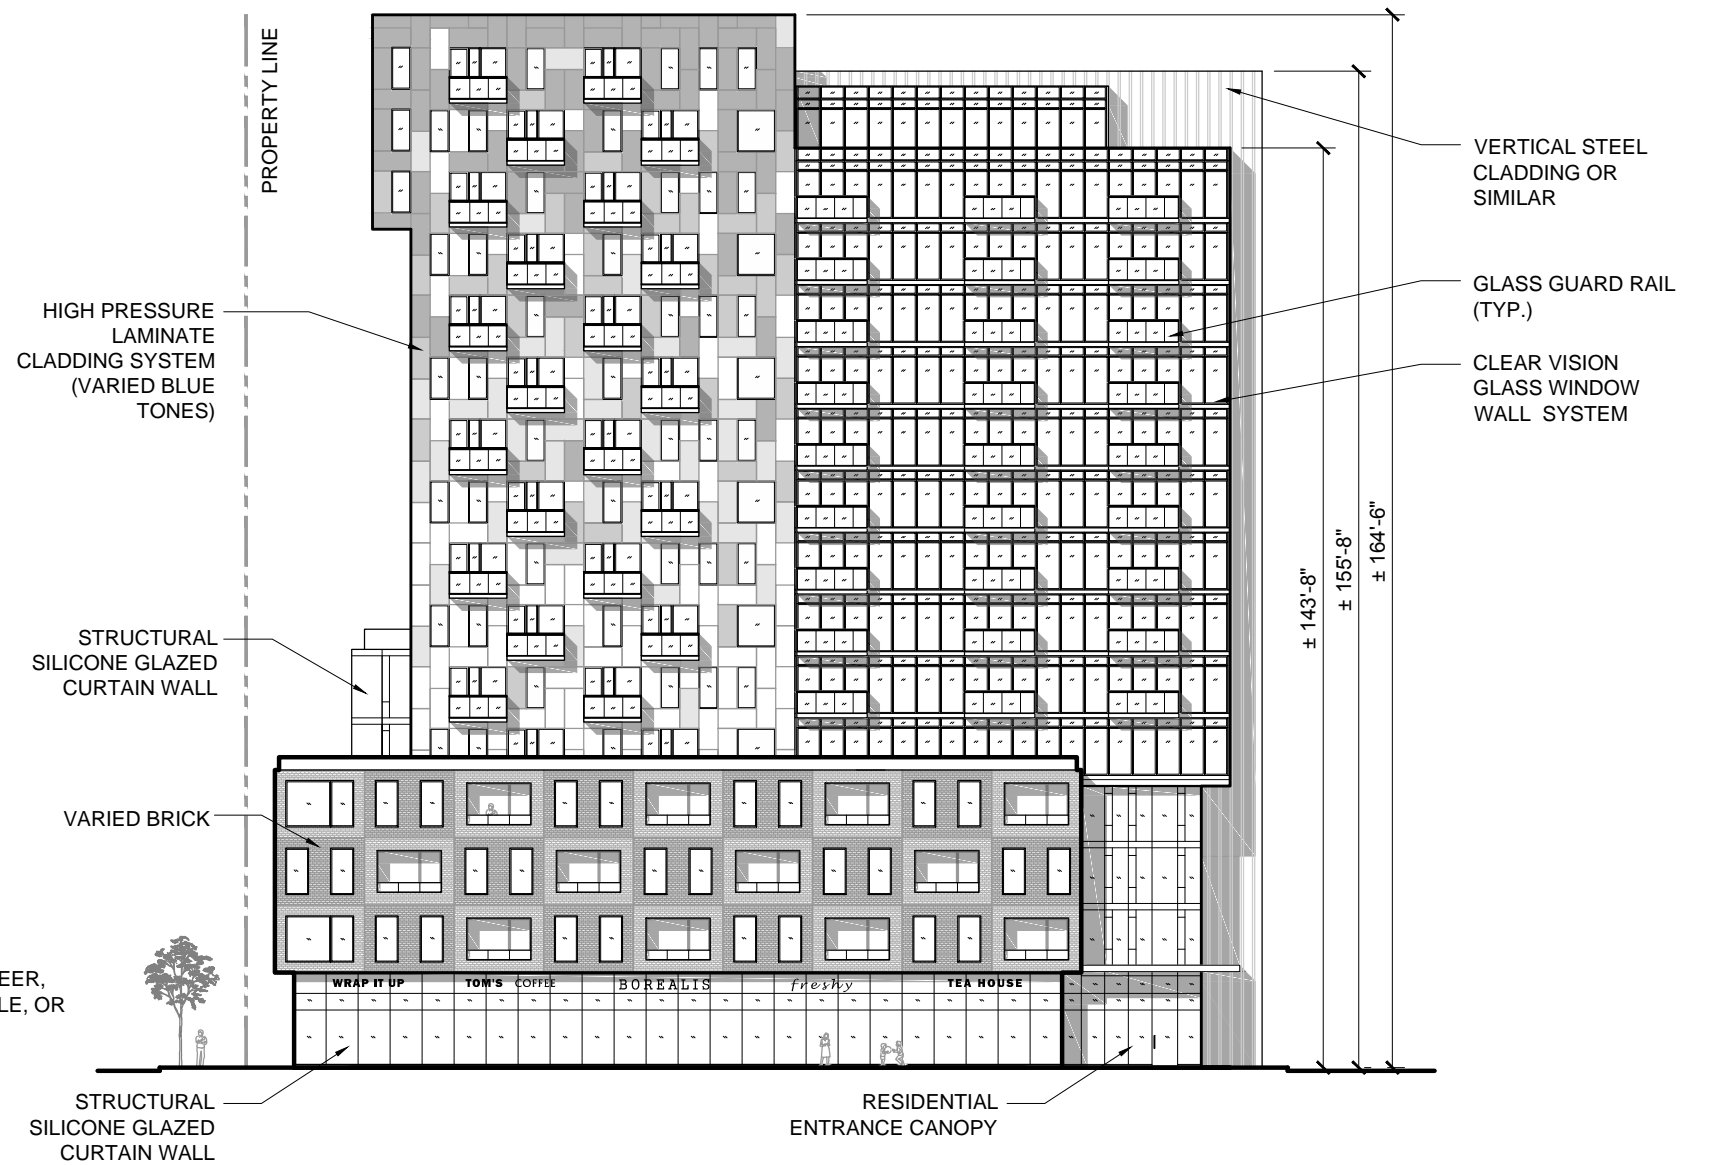 PROPERTY LINE
VERTICAL STEEL
CLADDING OR
SIMILAR
GLASS GUARD RAIL
(TYP.)
CLEAR VISION
GLASS WINDOW
WALL SYSTEM
± 143'-8"
± 155'-8"
± 164'-6"
HIGH PRESSURE
LAMINATE
CLADDING SYSTEM
(VARIED BLUE
TONES)
STRUCTURAL
SILICONE GLAZED
CURTAIN WALL
VARIED BRICK
EER,
LE, OR
WRAP IT UP
TOM'S COFFEE
BOREALIS
freshy
TEA HOUSE
STRUCTURAL
SILICONE GLAZED
CURTAIN WALL
RESIDENTIAL
ENTRANCE CANOPY